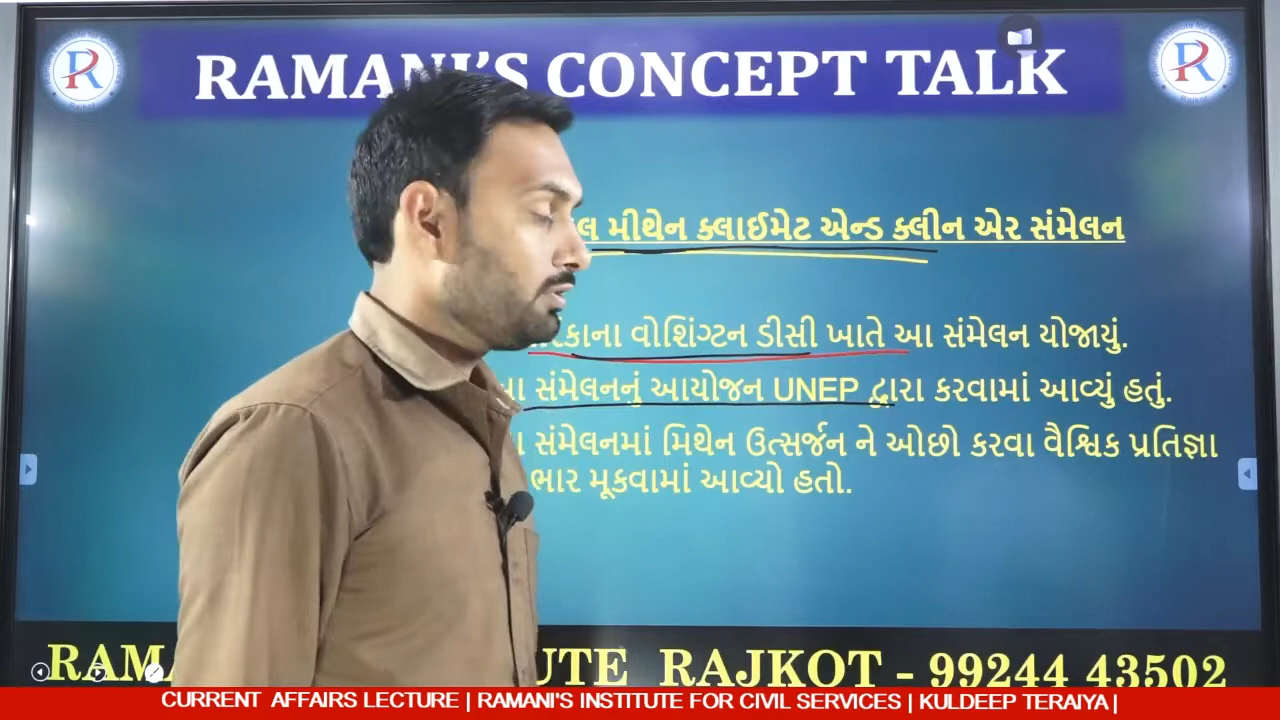 RAMANI'S CONCEPT TALK
મીથેન ક્લાઈમેટ એન્ડ ક્લીન એર સંમેલન
વોશિંગ્ટન ડીસી ખાતે આ સંમેલન યોજાયું.
સંમેલનનું આયોજન UNEP દ્વારા કરવામાં આવ્યું હતું.
સંમેલનમાં મિથેન ઉત્સર્જન ને ઓછો કરવા વૈશ્વિક પ્રતિજ્ઞા
ભાર મૂકવામાં આવ્યો હતો.
RAJKOT - 99244 43502
CURRENT AFFAIRS LECTURE | RAMANI'S INSTITUTE FOR CIVIL SERVICES | KULDEEP TERAIYA |